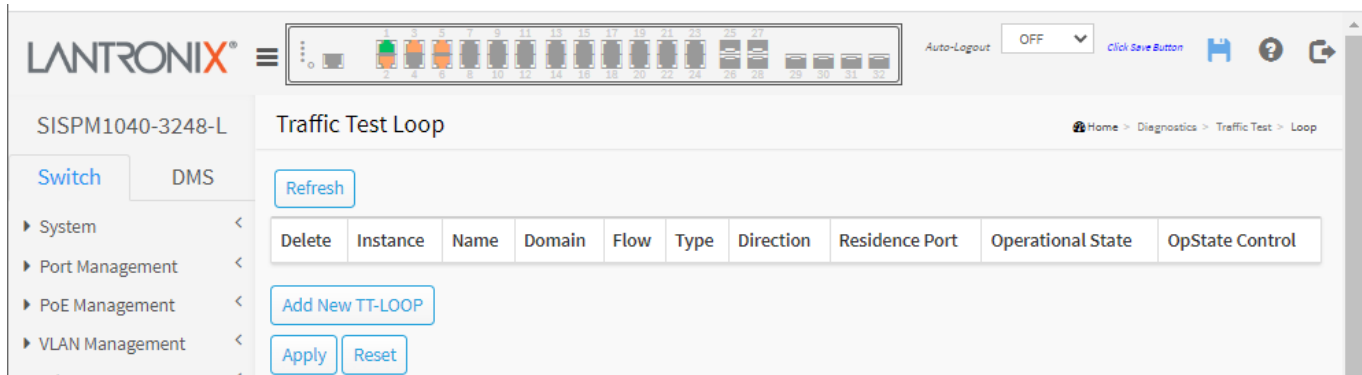 LANTRONIX®
1 3 5 7 9 11 13 15 17 19 21 23 25 27
2 4 6 8 10 12 14 16 18 20 22 24 26 28 29 30 31 32
Auto-Logout OFF Click Save Button
SISPM1040-3248-L
Traffic Test Loop
Home > Diagnostics > Traffic Test > Loop
Switch DMS
Refresh
System
Delete Instance Name Domain Flow Type Direction Residence Port Operational State OpState Control
Port Management
PoE Management
Add New TT-LOOP
VLAN Management
Apply Reset